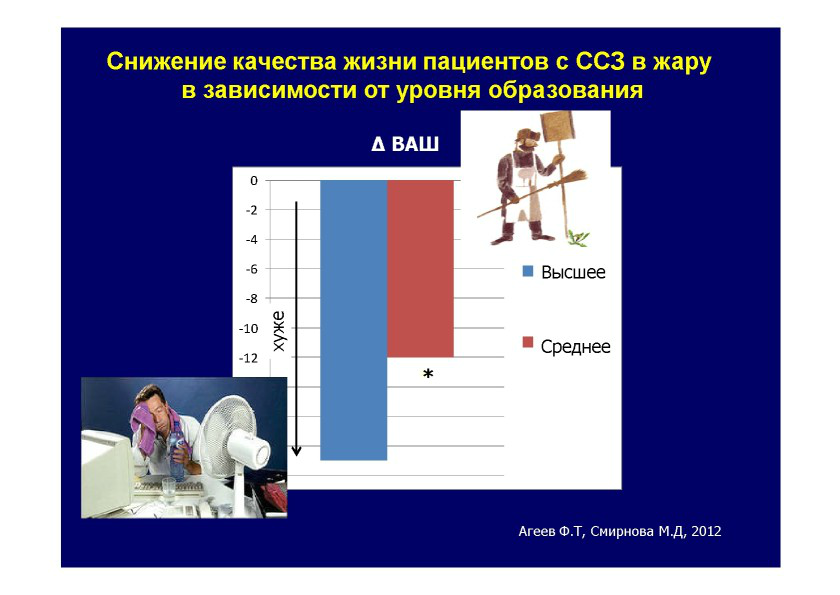 Снижение качества жизни пациентов с ССЗ в жару
в зависимости от уровня образования
Δ ВАШ
0
-2
-4
-6
-8
-10
-12
хуже
*
Высшее
Среднее
Агеев Ф.Т, Смирнова М.Д, 2012